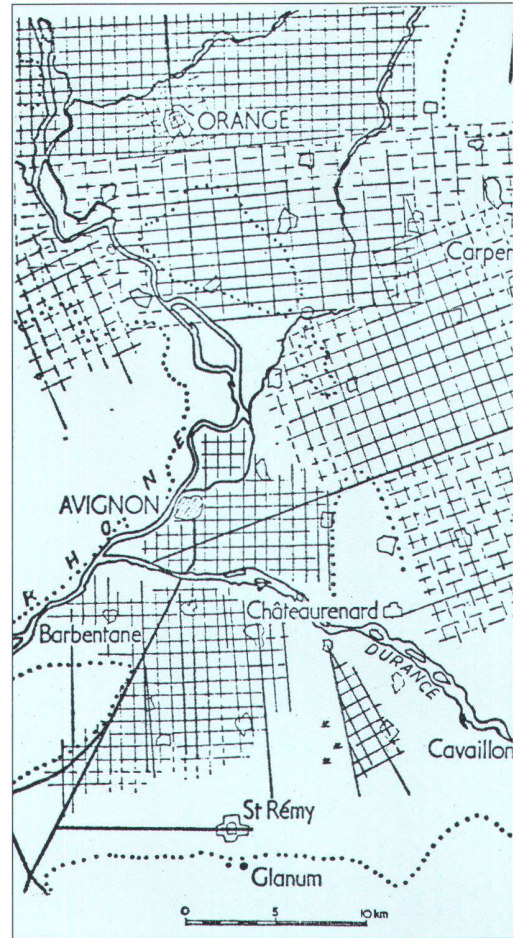 ORANGE
Carpen
RHONE
AVIGNON
Châteaurenard
Barbentane
DURANCE
Cavaillon
St Rémy
Glanum
0 5 10 km